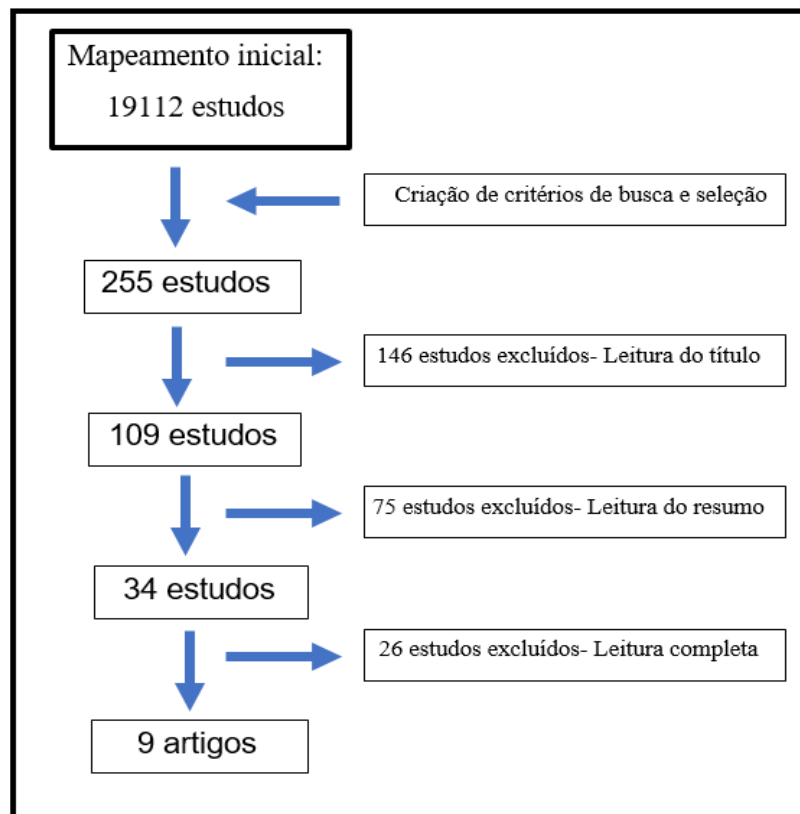 Mapeamento inicial:
19112 estudos
Criação de critérios de busca e seleção
255 estudos
146 estudos excluídos- Leitura do título
109 estudos
75 estudos excluídos- Leitura do resumo
34 estudos
26 estudos excluídos- Leitura completa
9 artigos